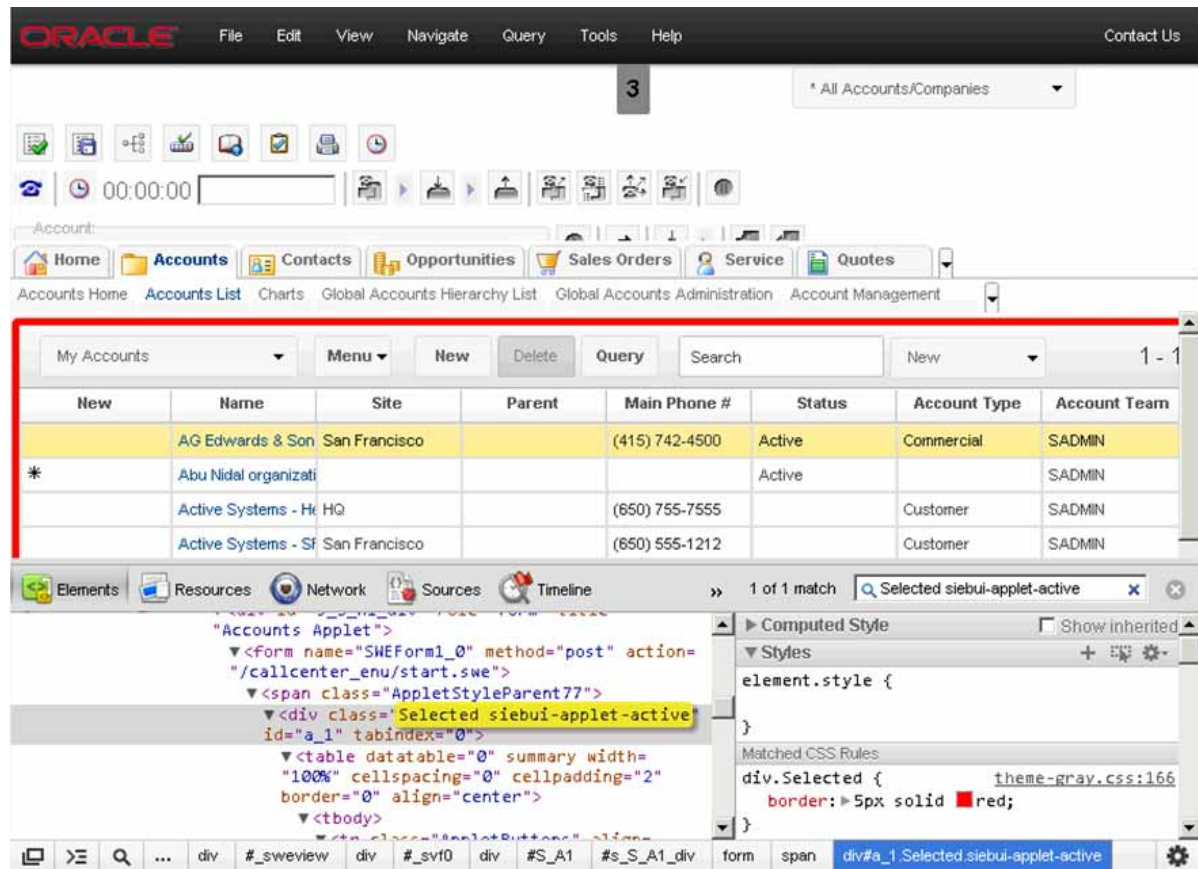 ORACLE File Edit View Navigate Query Tools Help Contact Us
3 * All Accounts/Companies
00:00:00
Account:
Home Accounts Contacts Opportunities Sales Orders Service Quotes
Accounts Home Accounts List Charts Global Accounts Hierarchy List Global Accounts Administration Account Management
My Accounts Menu New Delete Query Search New 1 - 1
New Name Site Parent Main Phone # Status Account Type Account Team
AG Edwards & Son San Francisco (415) 742-4500 Active Commercial SADMIN
* Abu Nidal organizati Active SADMIN
Active Systems - He HQ (650) 755-7555 Customer SADMIN
Active Systems - SF San Francisco (650) 555-1212 Customer SADMIN
Elements Resources Network Sources Timeline » 1 of 1 match Selected siebui-applet-active
"Accounts Applet">
▼<form name="SWEForm1_0" method="post" action=
"/callcenter_enu/start.swe">
▼<span class="AppletStyleParent77">
▼<div class="Selected siebui-applet-active"
id="a_1" tabindex="0">
▼<table datatable="0" summary width=
"100%" cellspacing="0" cellpadding="2"
border="0" align="center">
▼<tbody>
▶ Computed Style Show inherited
▼ Styles
element.style {
}
Matched CSS Rules
div.Selected { theme-gray.css:166
border:▶5px solid red;
}
... div #_sweview div #_svf0 div #S_A1 #s_S_A1_div form span div#a_1.Selected.siebui-applet-active